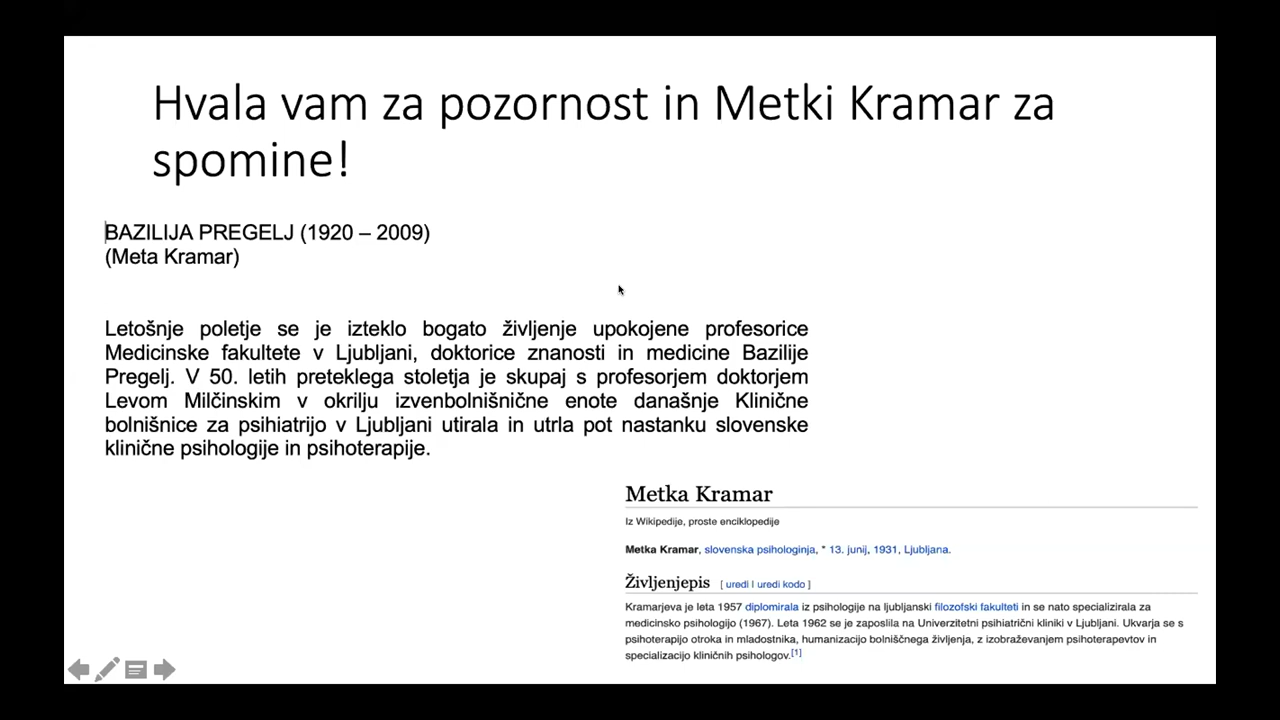 Hvala vam za pozornost in Metki Kramar za
spomine!
BAZILIJA PREGELJ (1920 – 2009)
(Meta Kramar)
Letošnje poletje se je izteklo bogato življenje upokojene profesorice
Medicinske fakultete v Ljubljani, doktorice znanosti in medicine Bazilije
Pregelj. V 50. letih preteklega stoletja je skupaj s profesorjem doktorjem
Levom Milčinskim v okrilju izvenbolnišnične enote današnje Klinične
bolnišnice za psihiatrijo v Ljubljani utirala in utrla pot nastanku slovenske
klinične psihologije in psihoterapije.
Metka Kramar
Iz Wikipedije, proste enciklopedije
Metka Kramar, slovenska psihologinja, * 13. junij, 1931, Ljubljana.
Življenjepis [ uredi | uredi kodo ]
Kramarjeva je leta 1957 diplomirala iz psihologije na ljubljanski filozofski fakulteti in se nato specializirala za
medicinsko psihologijo (1967). Leta 1962 se je zaposlila na Univerzitetni psihiatrični kliniki v Ljubljani. Ukvarja se s
psihoterapijo otroka in mladostnika, humanizacijo bolniščnega življenja, z izobraževanjem psihoterapevtov in
specializacijo kliničnih psihologov.[1]